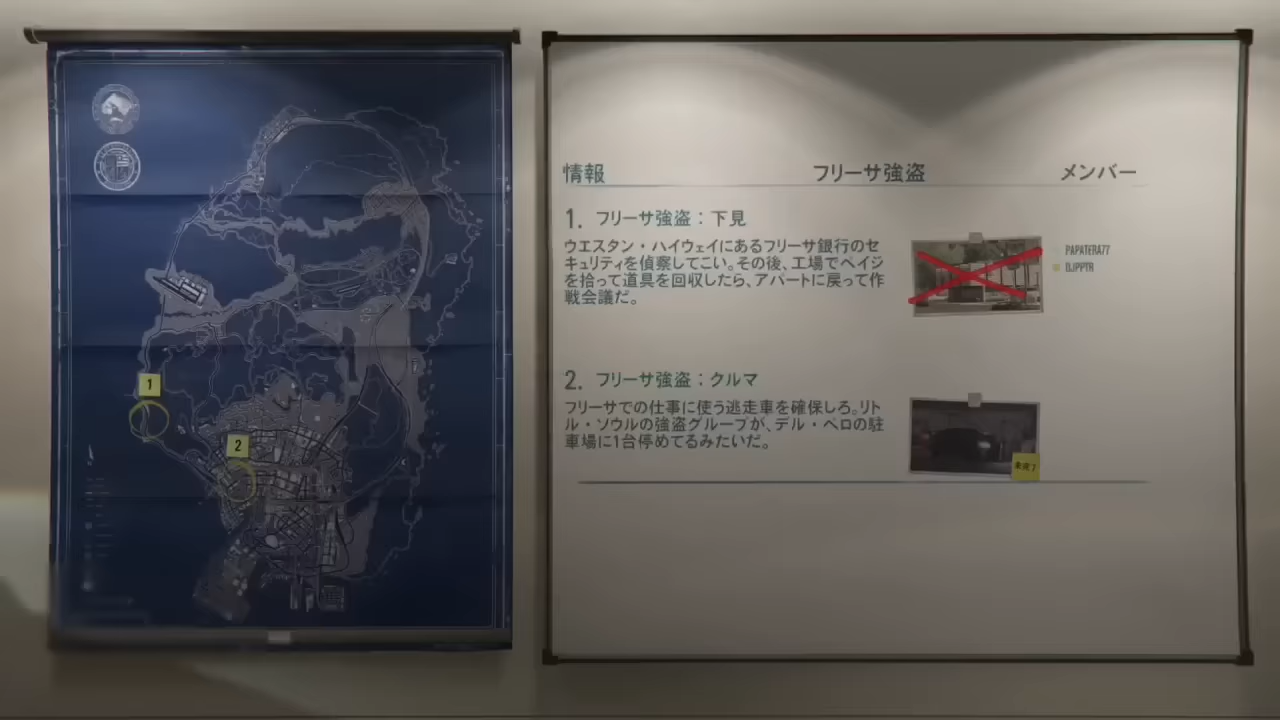 情報 フリーサ強盗 メンバー
1. フリーサ強盗：下見
ウエスタン・ハイウェイにあるフリーサ銀行のセ
キュリティを偵察してこい。その後、工場でペイジ
を拾って道具を回収したら、アパートに戻って作
戦会議だ。
PAPATERA77
DJPPTR
2. フリーサ強盗：クルマ
フリーサでの仕事に使う逃走車を確保しろ。リト
ル・ソウルの強盗グループが、デル・ペロの駐
車場に1台停めてるみたいだ。
未完了
1
2